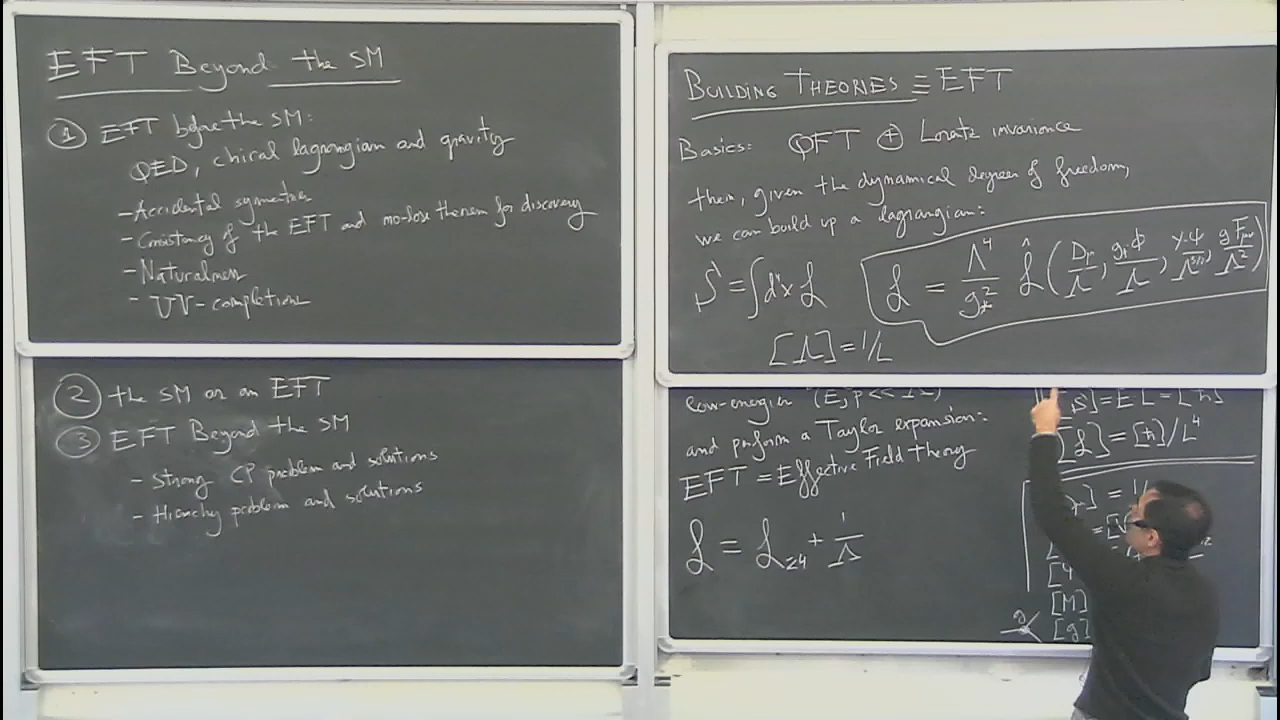 EFT Beyond the SM
① EFT before the SM:
QED, chiral lagrangian and gravity
- Accidental symmetries
- Consistency of the EFT and no-lose theorem for discovery
- Naturalness
- UV-completions
② the SM as an EFT
③ EFT Beyond the SM
- Strong CP problem and solutions
- Hierarchy problem and solutions
BUILDING THEORIES ≡ EFT
Basics: QFT ⊕ Lorentz invariance
then, given the dynamical degrees of freedom,
we can build up a lagrangian:
S = ∫d⁴x ℒ
ℒ = Λ⁴/g*² ℒ̂ (Dμ/Λ, g*Φ/Λ, γ·ψ/Λ^{3/2}, gFμν/Λ²)
[Λ] = 1/L
low-energies (E, p <<
and perform a Taylor expansion:
EFT = Effective Field Theory
ℒ = ℒ≤4 + 1/Λ
[S] = E L = [ħ]
[ℒ] = [ħ]/L⁴
[M]
g [g]